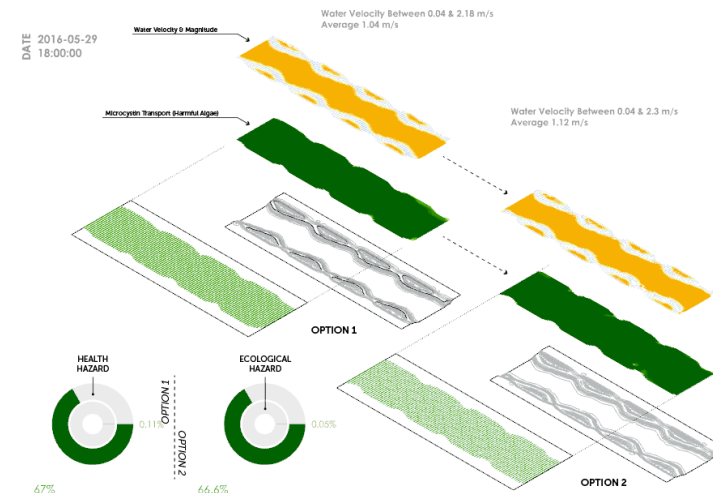 Water Velocity Between 0.04 & 2.18 m/s
Average 1.04 m/s
DATE
2016-05-29
18:00:00
Water Velocity & Magnitude
Microcystin Transport (Harmful Algae)
Water Velocity Between 0.04 & 2.3 m/s
Average 1.12 m/s
OPTION 1
HEALTH
HAZARD
ECOLOGICAL
HAZARD
OPTION 1
OPTION 2
0.11%
0.05%
67%
66.6%
OPTION 2